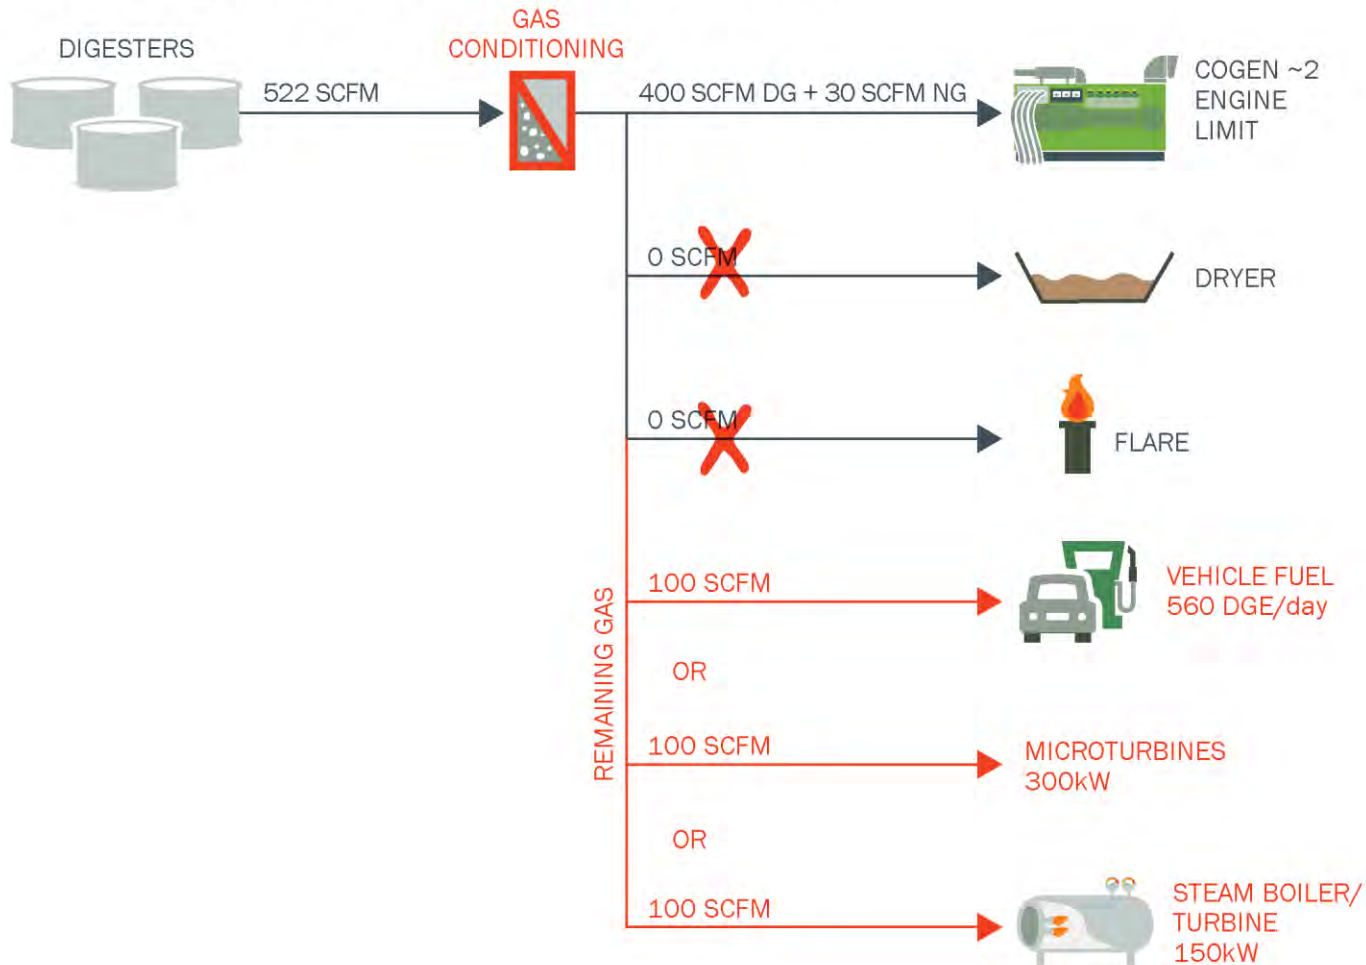 DIGESTERS
522 SCFM
GAS
CONDITIONING
400 SCFM DG + 30 SCFM NG
COGEN ~2
ENGINE
LIMIT
0 SCFM
DRYER
0 SCFM
FLARE
REMAINING GAS
100 SCFM
VEHICLE FUEL
560 DGE/day
OR
100 SCFM
MICROTURBINES
300kW
OR
100 SCFM
STEAM BOILER/
TURBINE
150kW